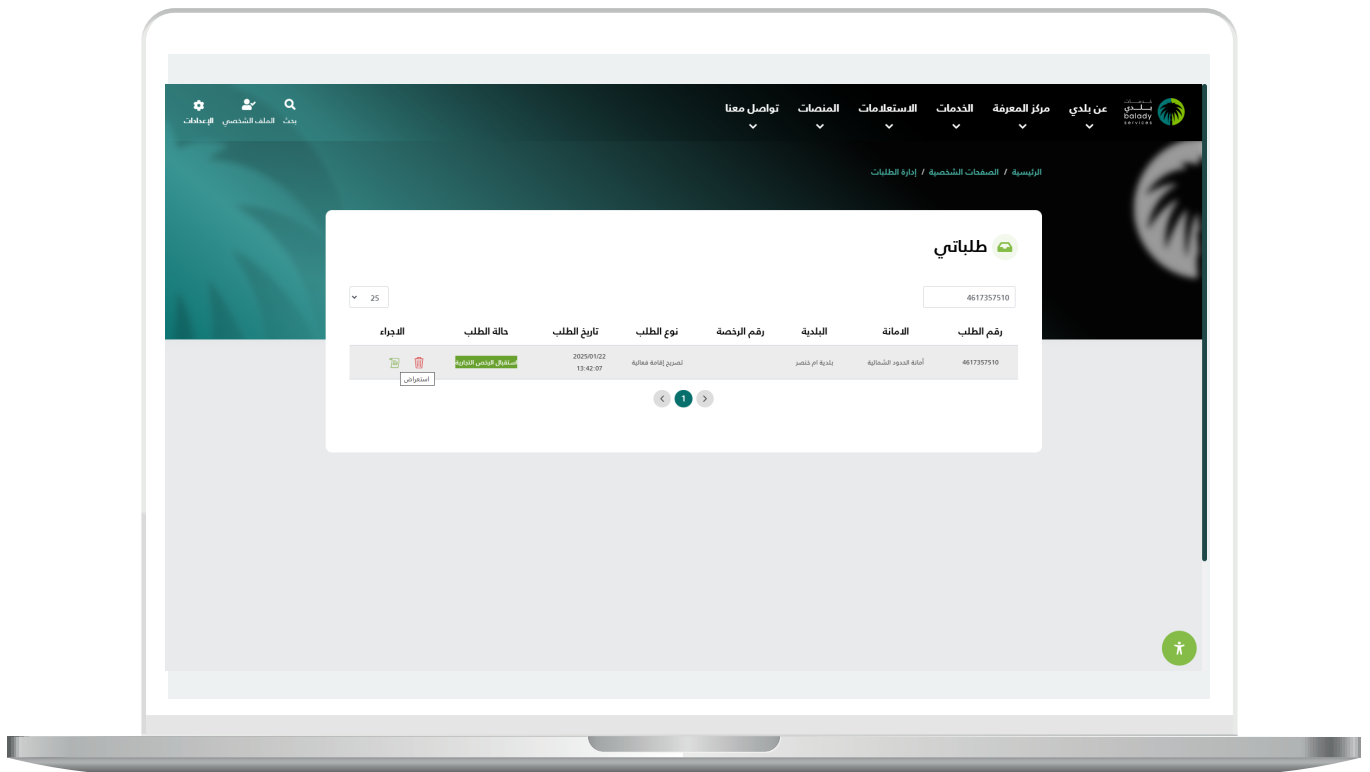 خدمات
بلدي
balady
services
عن بلدي
مركز المعرفة
الخدمات
الاستعلامات
المنصات
تواصل معنا
بحث
الملف الشخصي
الإعدادات
الرئيسية / الصفحات الشخصية / إدارة الطلبات
طلباتي
4617357510
25
رقم الطلب
الامانة
البلدية
رقم الرخصة
نوع الطلب
تاريخ الطلب
حالة الطلب
الاجراء
4617357510
أمانة الحدود الشمالية
بلدية ام خنصر
تصريح إقامة فعالية
2025/01/22
13:42:07
استقبال الرخص التجارية
استعراض
1